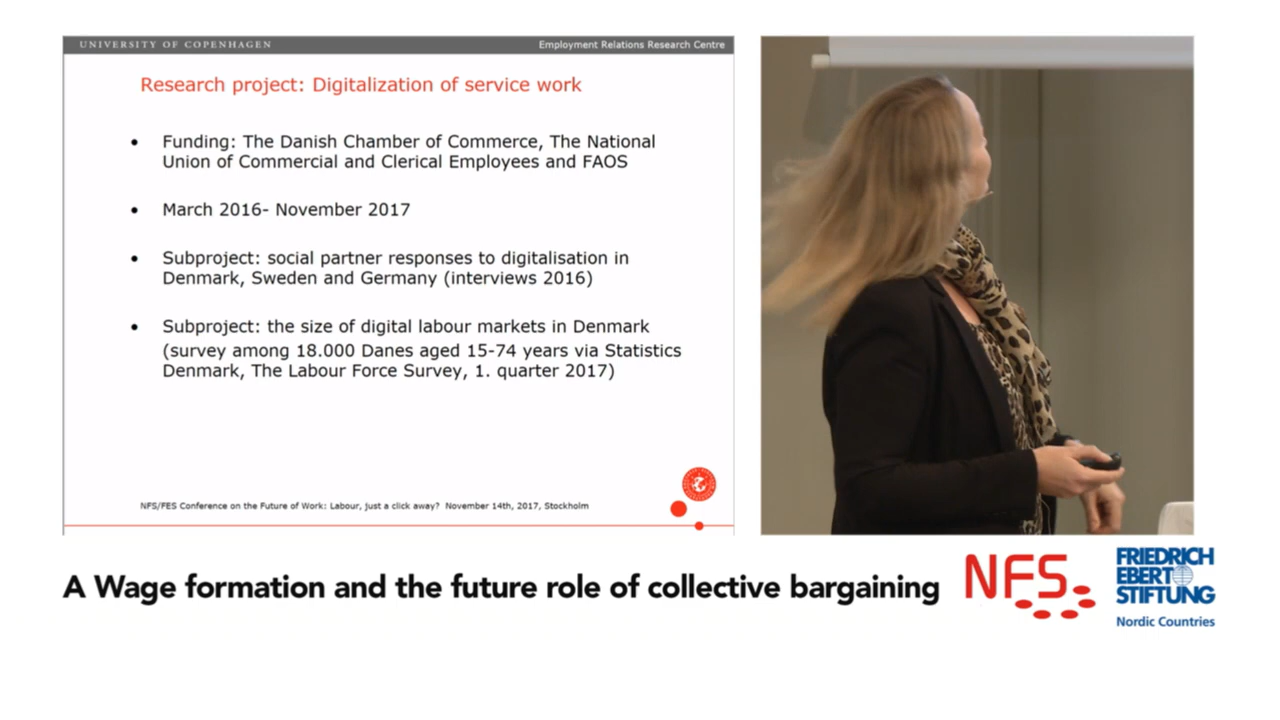 UNIVERSITY OF COPENHAGEN
Employment Relations Research Centre
Research project: Digitalization of service work
• Funding: The Danish Chamber of Commerce, The National
Union of Commercial and Clerical Employees and FAOS
• March 2016- November 2017
• Subproject: social partner responses to digitalisation in
Denmark, Sweden and Germany (interviews 2016)
• Subproject: the size of digital labour markets in Denmark
(survey among 18.000 Danes aged 15-74 years via Statistics
Denmark, The Labour Force Survey, 1. quarter 2017)
NFS/FES Conference on the Future of Work: Labour, just a click away? November 14th, 2017, Stockholm
A Wage formation and the future role of collective bargaining
NFS
FRIEDRICH
EBERT
STIFTUNG
Nordic Countries